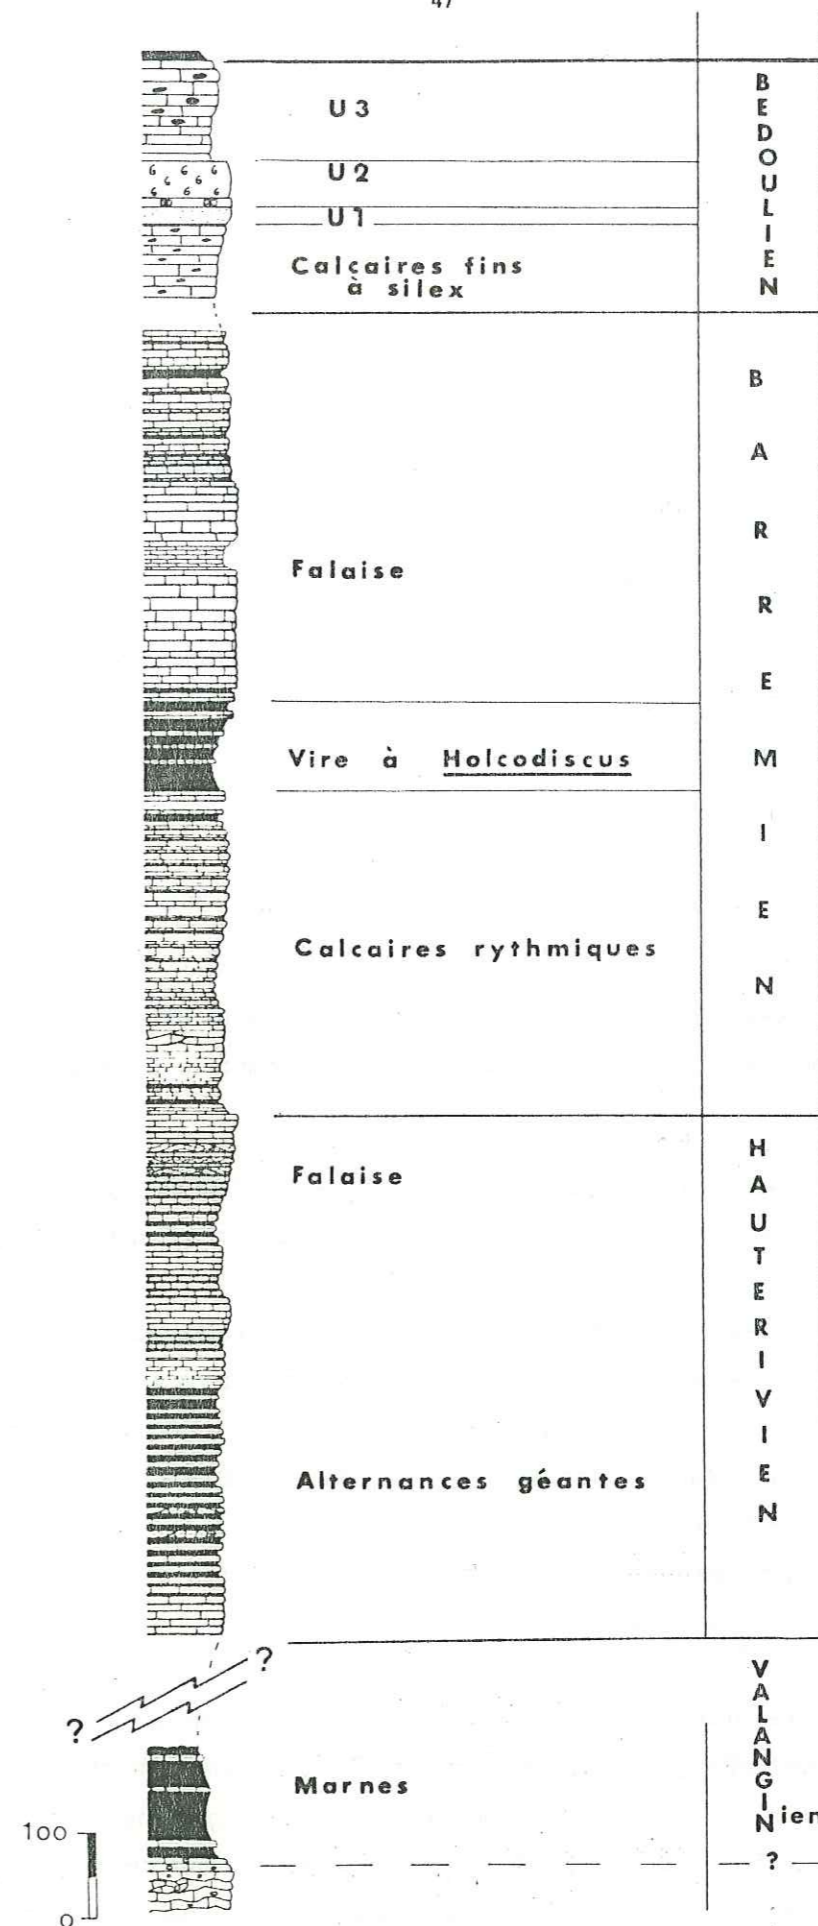 47
U3
U2
U1
Calcaires fins
à silex
BEDOULIEN
Falaise
Vire à Holcodiscus
Calcaires rythmiques
BARREMIEN
Falaise
Alternances géantes
HAUTERIVIEN
?
?
Marnes
VALANGINien
100
0
?